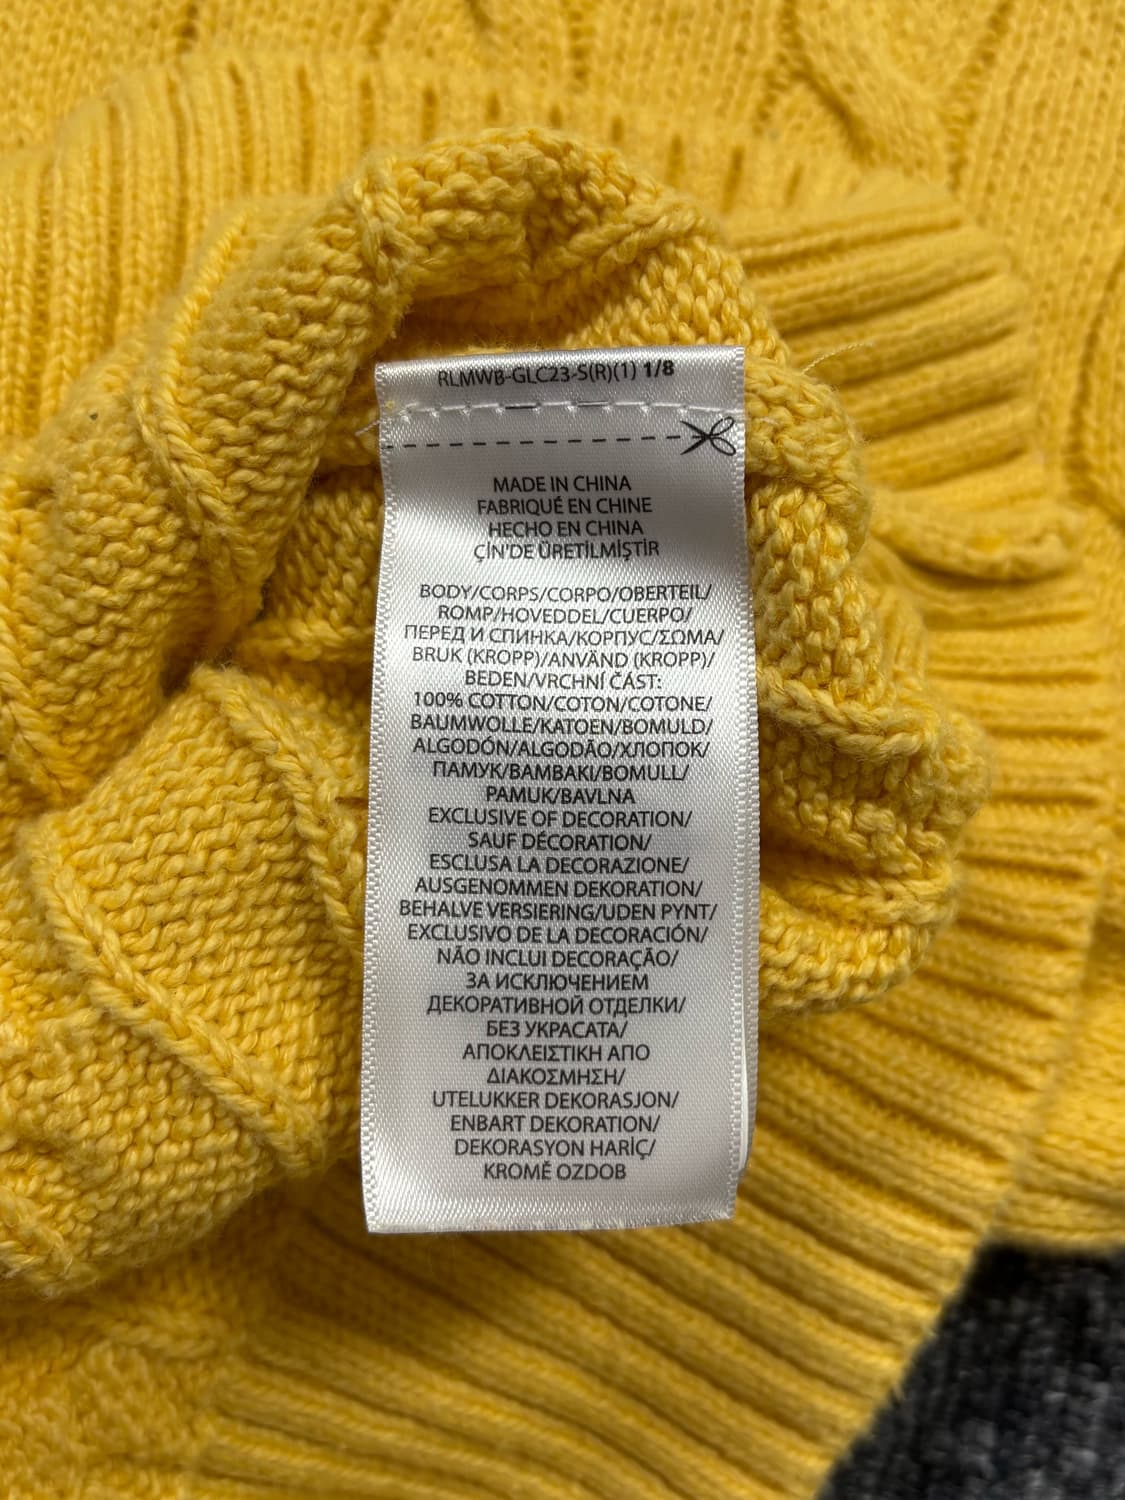 RLMWB-GLC23-S(R)(1) 1/8
MADE IN CHINA
FABRIQUÉ EN CHINE
HECHO EN CHINA
ÇİN'DE ÜRETİLMİŞTİR
BODY/CORPS/CORPO/OBERTEIL/
ROMP/HOVEDDEL/CUERPO/
ПЕРЕД И СПИНКА/КОРПУС/ΣΩΜΑ/
BRUK (KROPP)/ANVÄND (KROPP)/
BEDEN/VRCHNÍ ČÁST:
100% COTTON/COTON/COTONE/
BAUMWOLLE/KATOEN/BOMULD/
ALGODÓN/ALGODÃO/ХЛОПОК/
ПАМУК/ΒΑΜΒΑΚΙ/BOMULL/
PAMUK/BAVLNA
EXCLUSIVE OF DECORATION/
SAUF DÉCORATION/
ESCLUSA LA DECORAZIONE/
AUSGENOMMEN DEKORATION/
BEHALVE VERSIERING/UDEN PYNT/
EXCLUSIVO DE LA DECORACIÓN/
NÃO INCLUI DECORAÇÃO/
ЗА ИСКЛЮЧЕНИЕМ
ДЕКОРАТИВНОЙ ОТДЕЛКИ/
БЕЗ УКРАСАТА/
ΑΠΟΚΛΕΙΣΤΙΚΗ ΑΠΟ
ΔΙΑΚΟΣΜΗΣΗ/
UTELUKKER DEKORASJON/
ENBART DEKORATION/
DEKORASYON HARİÇ/
KROMĚ OZDOB